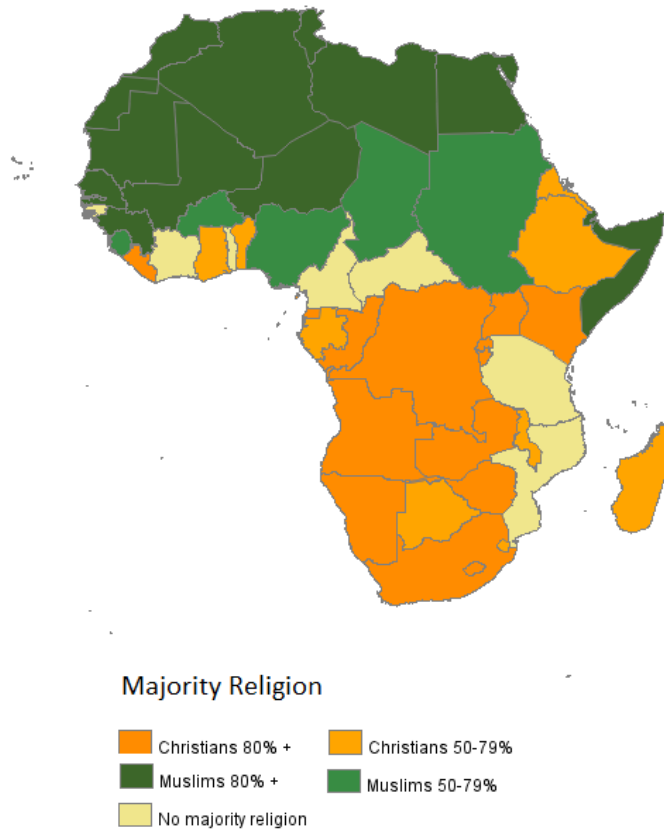 Majority Religion
Christians 80% +
Christians 50-79%
Muslims 80% +
Muslims 50-79%
No majority religion